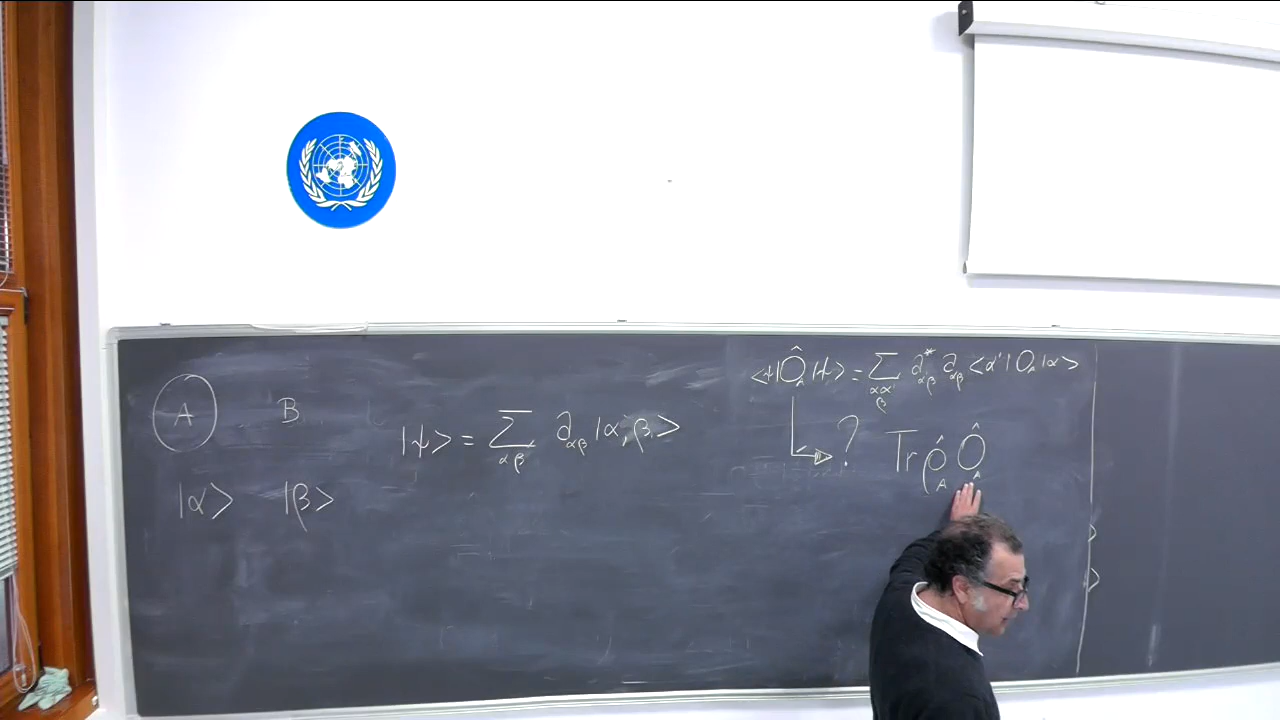 A B
|α> |β>
|ψ> = Σ_{αβ} a_{αβ} |α, β>
<ψ|Ô_A|ψ> = Σ_{αα' β} a*_{α'β} a_{αβ} <α'|O_A|α>
? Tr ρ̂_A Ô_A